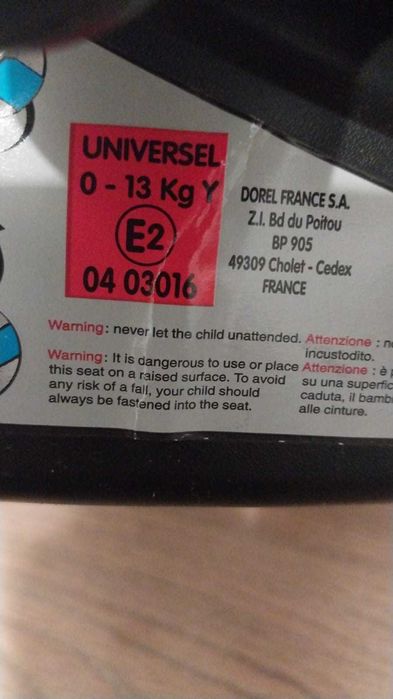 UNIVERSEL
0 - 13 Kg Y
E2
04 03016
DOREL FRANCE S.A.
Z.I. Bd du Poitou
BP 905
49309 Cholet - Cedex
FRANCE
Warning: never let the child unattended.
Warning: It is dangerous to use or place
this seat on a raised surface. To avoid
any risk of a fall, your child should
always be fastened into the seat.
Attenzione :
incustodito.
Attenzione : è
su una
caduta, il
alle cinture.